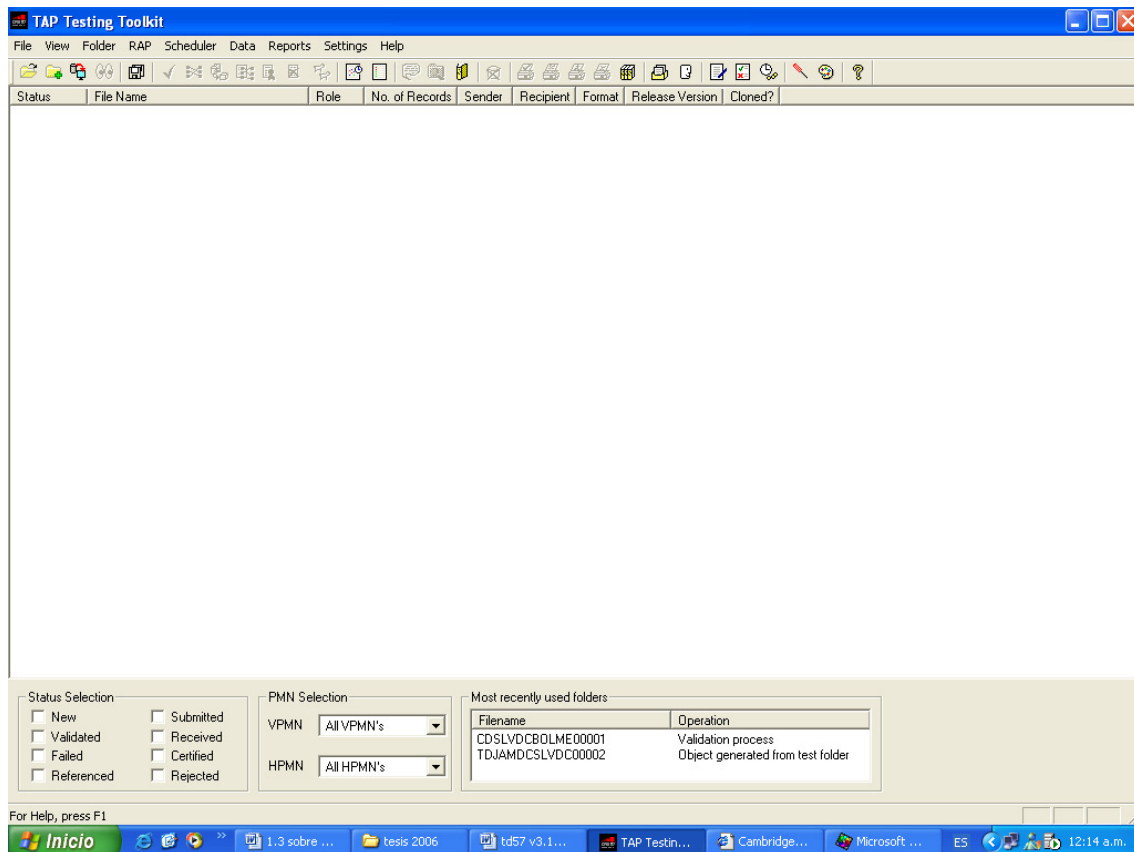 TAP Testing Toolkit
File View Folder RAP Scheduler Data Reports Settings Help
Status File Name Role No. of Records Sender Recipient Format Release Version Cloned?
Status Selection
New Submitted
Validated Received
Failed Certified
Referenced Rejected
PMN Selection
VPMN All VPMN's
HPMN All HPMN's
Most recently used folders
Filename Operation
CDSLVDCBOLME00001 Validation process
TDJAMDCSLVDC00002 Object generated from test folder
For Help, press F1
Inicio 1.3 sobre ... tesis 2006 td57 v3.1... TAP Testin... Cambridge... Microsoft ... ES 12:14 a.m.